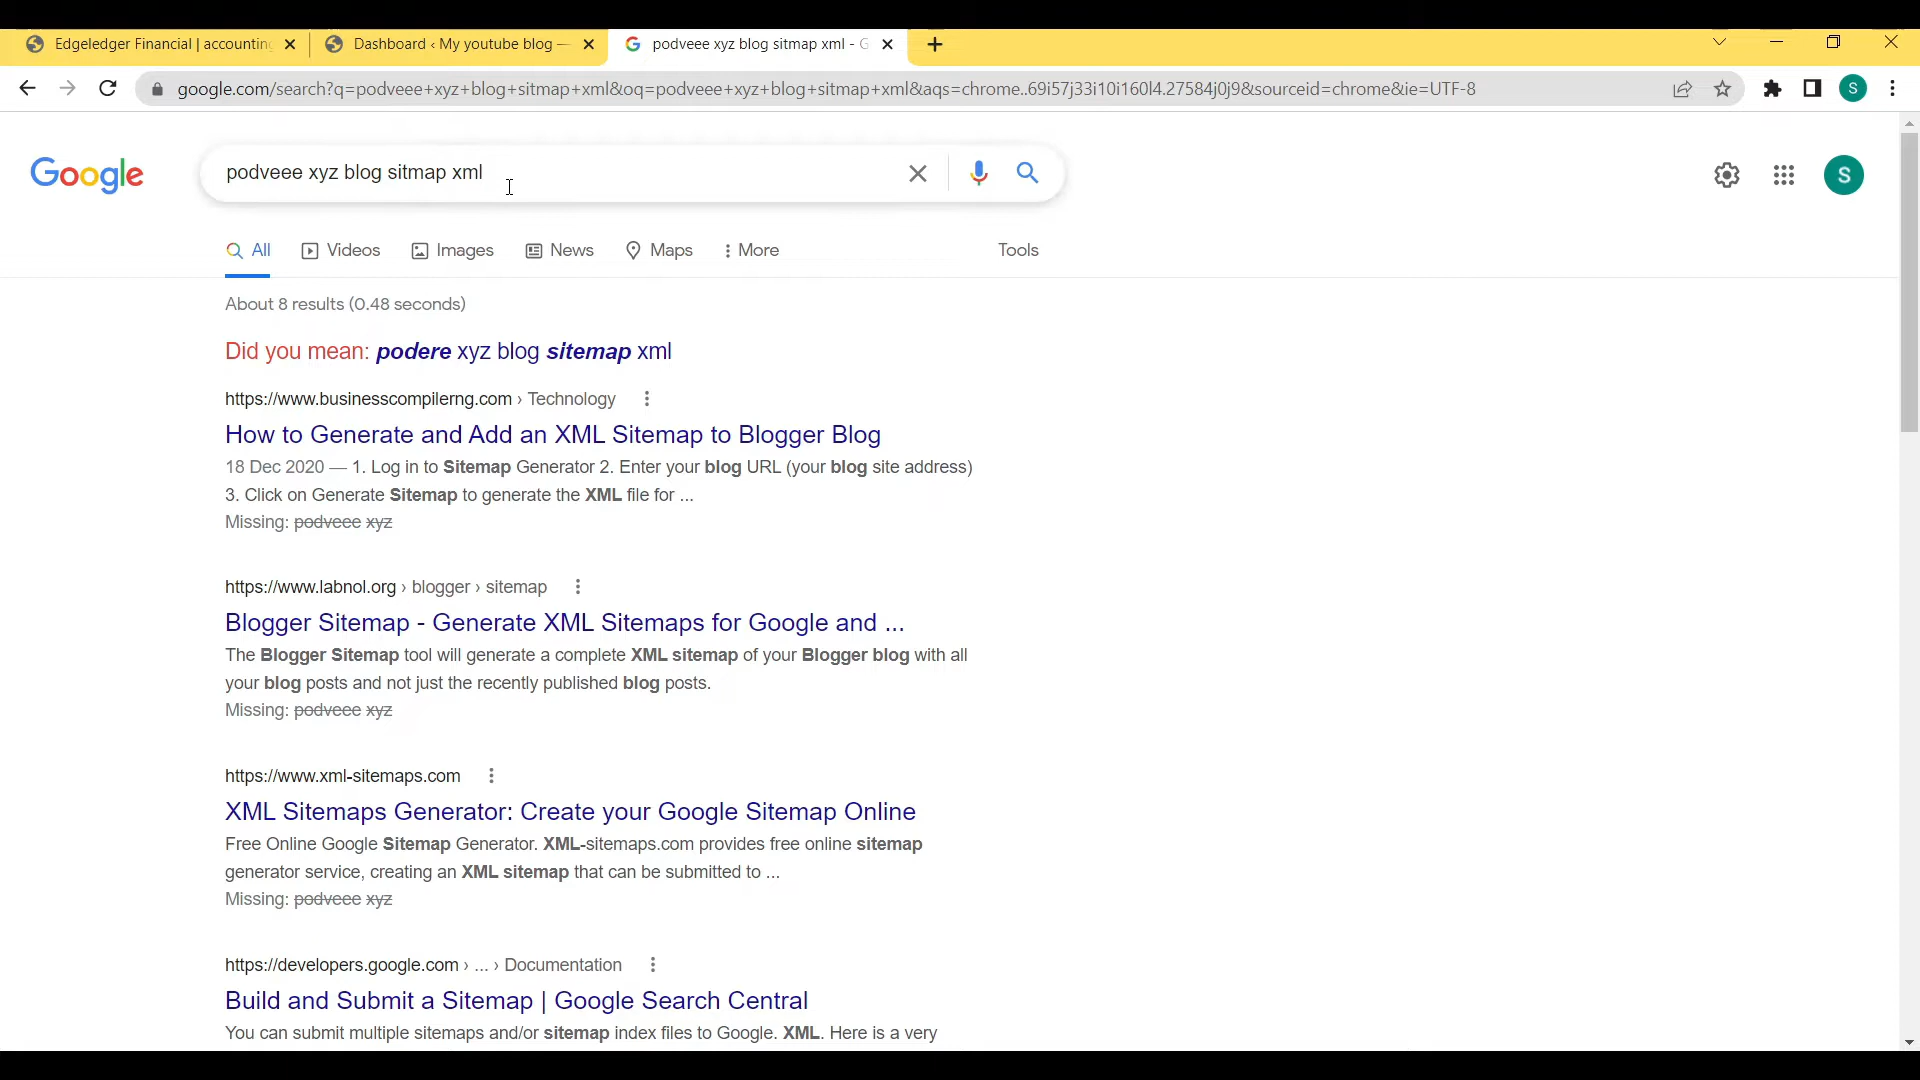 Edgeledger Financial | accounting
Dashboard ‹ My youtube blog —
podveee xyz blog sitmap xml - G
google.com/search?q=podveee+xyz+blog+sitmap+xml&oq=podveee+xyz+blog+sitmap+xml&aqs=chrome..69i57j33i10i160l4.27584j0j9&sourceid=chrome&ie=UTF-8
S
Google
podveee xyz blog sitmap xml
S
All
Videos
Images
News
Maps
More
Tools
About 8 results (0.48 seconds)
Did you mean: podere xyz blog sitemap xml
https://www.businesscompilerng.com › Technology
How to Generate and Add an XML Sitemap to Blogger Blog
18 Dec 2020 — 1. Log in to Sitemap Generator 2. Enter your blog URL (your blog site address)
3. Click on Generate Sitemap to generate the XML file for ...
Missing: podveee xyz
https://www.labnol.org › blogger › sitemap
Blogger Sitemap - Generate XML Sitemaps for Google and ...
The Blogger Sitemap tool will generate a complete XML sitemap of your Blogger blog with all
your blog posts and not just the recently published blog posts.
Missing: podveee xyz
https://www.xml-sitemaps.com
XML Sitemaps Generator: Create your Google Sitemap Online
Free Online Google Sitemap Generator. XML-sitemaps.com provides free online sitemap
generator service, creating an XML sitemap that can be submitted to ...
Missing: podveee xyz
https://developers.google.com › ... › Documentation
Build and Submit a Sitemap | Google Search Central
You can submit multiple sitemaps and/or sitemap index files to Google. XML. Here is a very